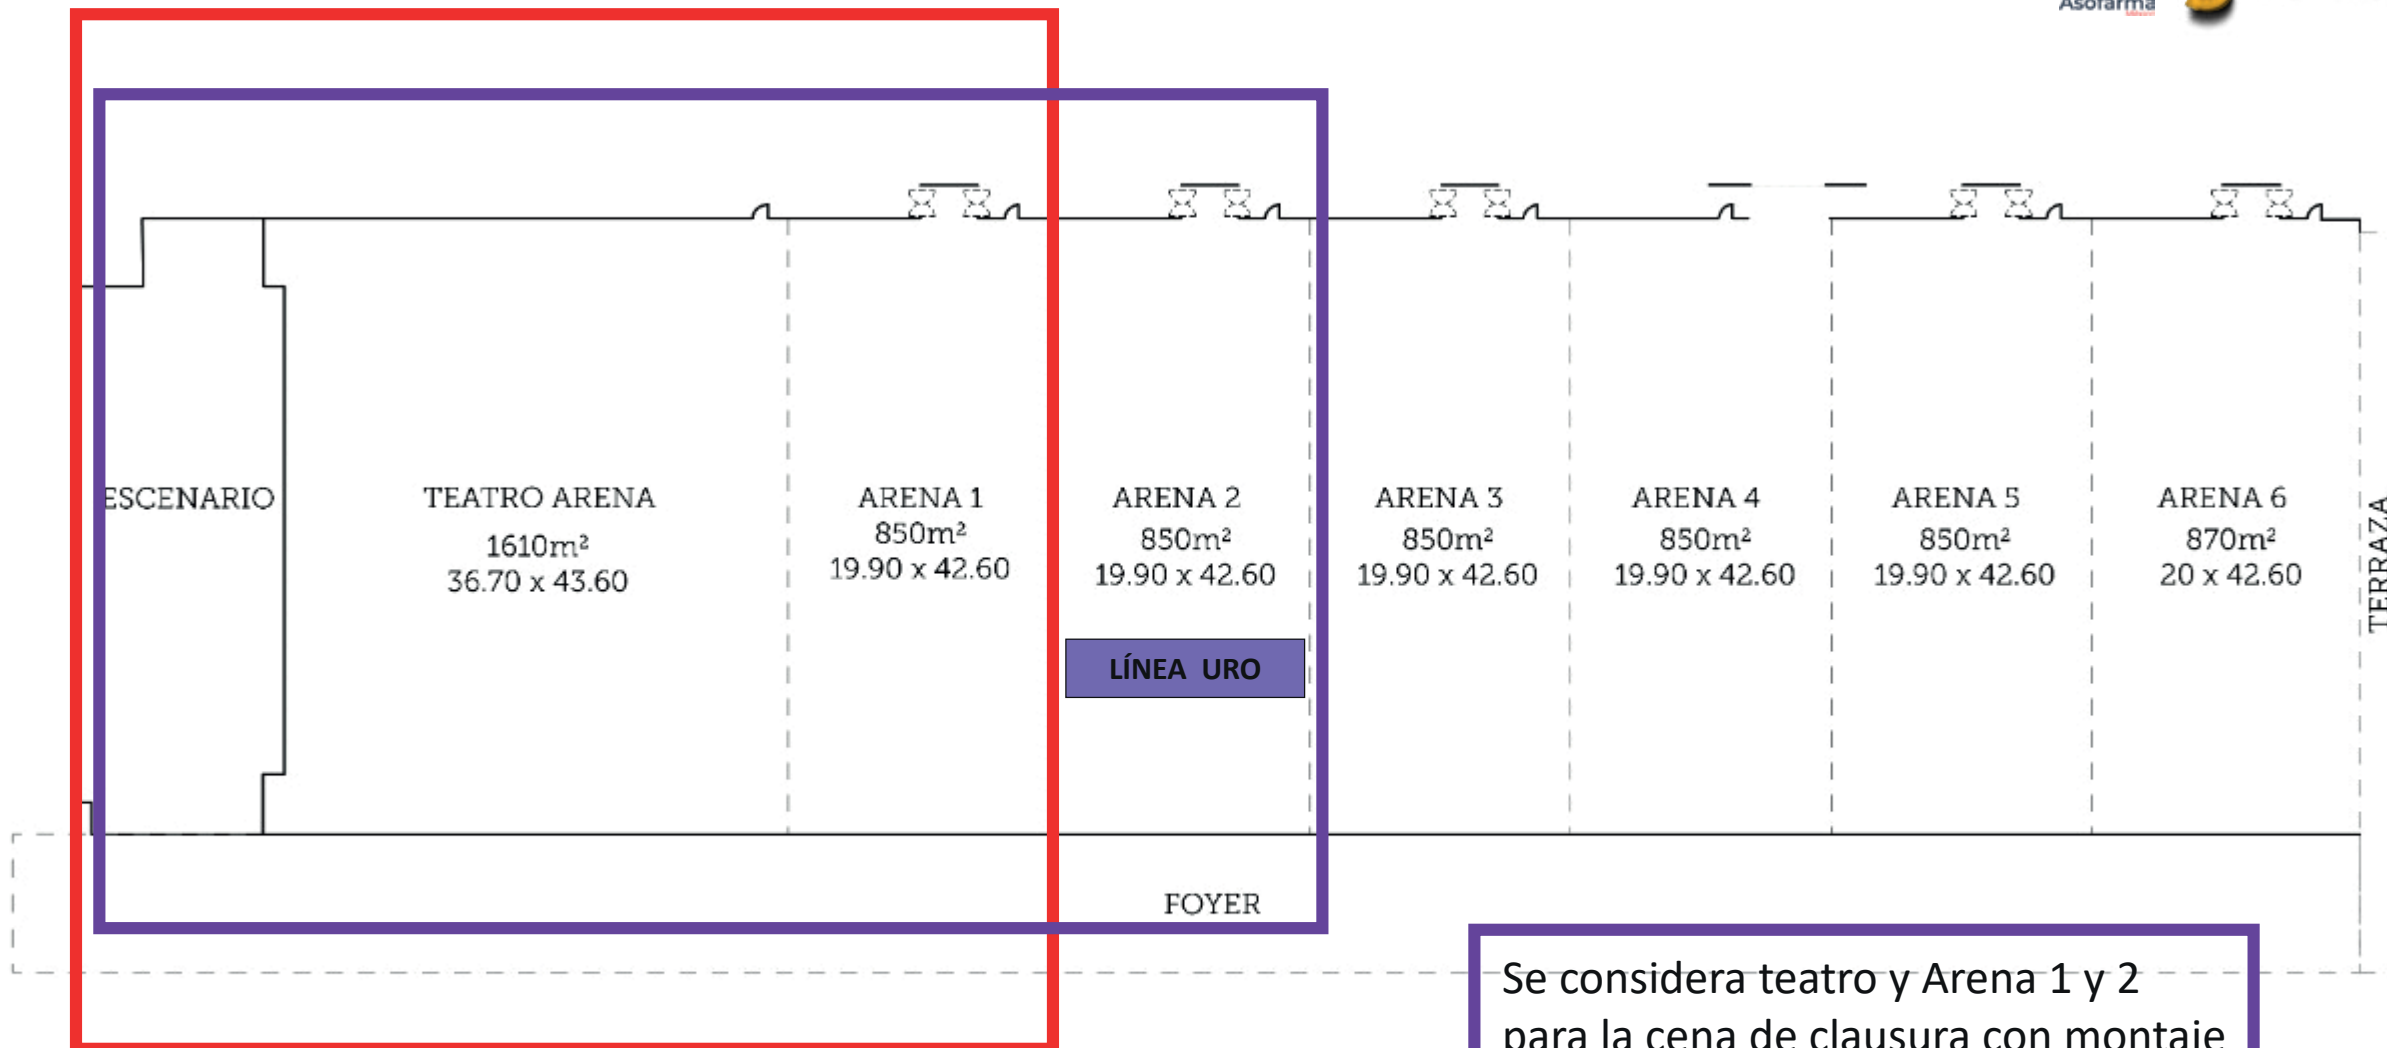 Asofarma
ESCENARIO
TEATRO ARENA
1610m²
36.70 x 43.60
ARENA 1
850m²
19.90 x 42.60
ARENA 2
850m²
19.90 x 42.60
LÍNEA URO
ARENA 3
850m²
19.90 x 42.60
ARENA 4
850m²
19.90 x 42.60
ARENA 5
850m²
19.90 x 42.60
ARENA 6
870m²
20 x 42.60
TERRAZA
FOYER
Se considera teatro y Arena 1 y 2
para la cena de clausura con montaje